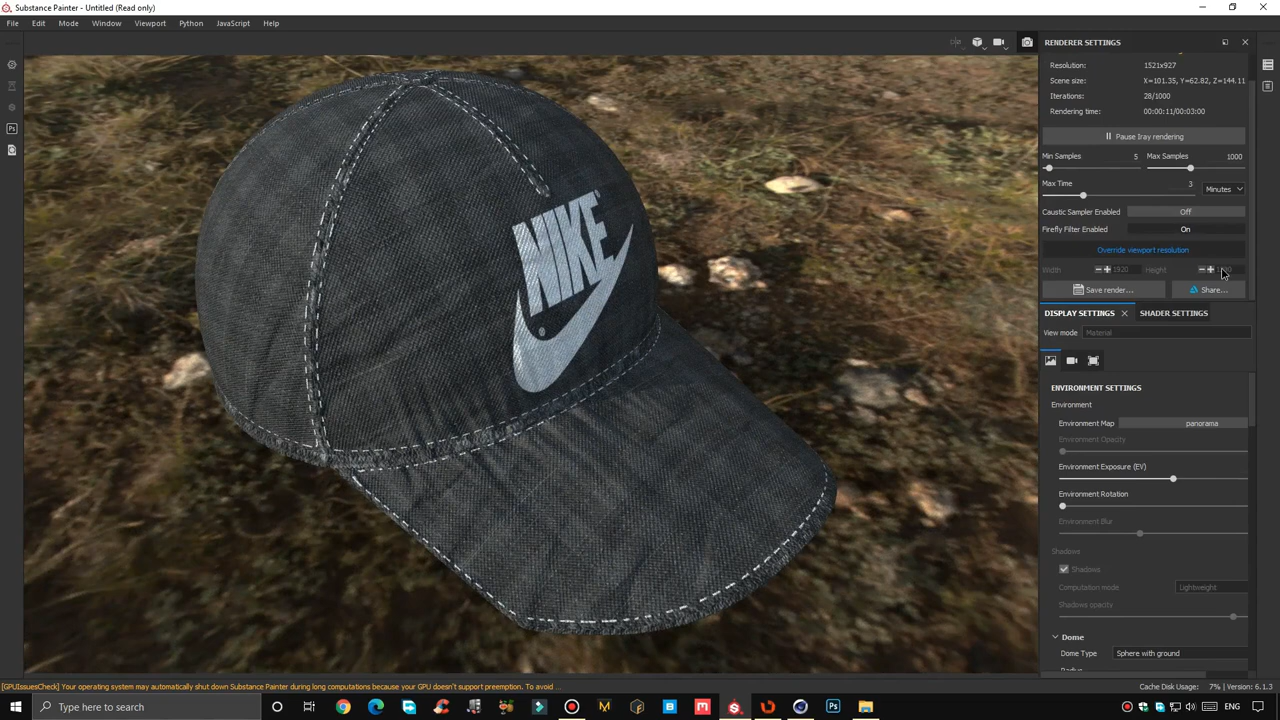 Substance Painter - Untitled (Read only)
File Edit Mode Window Viewport Python JavaScript Help
RENDERER SETTINGS
Resolution: 1521x927
Scene size: X=101.35, Y=62.82, Z=144.11
Iterations: 28/1000
Rendering time: 00:00:11/00:03:00
Pause Iray rendering
Min Samples 5 Max Samples 1000
Max Time 3 Minutes
Caustic Sampler Enabled Off
Firefly Filter Enabled On
Override viewport resolution
Width 1920 Height
Save render... Share...
DISPLAY SETTINGS SHADER SETTINGS
View mode Material
ENVIRONMENT SETTINGS
Environment
Environment Map panorama
Environment Opacity
Environment Exposure (EV)
Environment Rotation
Environment Blur
Shadows
Shadows
Computation mode Lightweight
Shadows opacity
Dome
Dome Type Sphere with ground
NIKE
[GPUIssuesCheck] Your operating system may automatically shut down Substance Painter during long computations because your GPU doesn't support preemption. To avoid ...
Cache Disk Usage: 7% | Version: 6.1.3
Type here to search
ENG